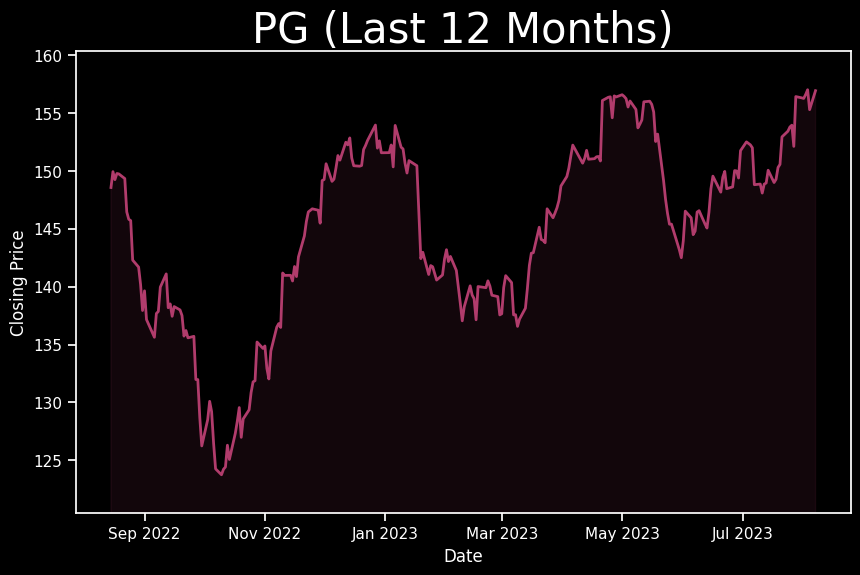 PG (Last 12 Months)
Closing Price
160
155
150
145
140
135
130
125
Sep 2022
Nov 2022
Jan 2023
Mar 2023
May 2023
Jul 2023
Date